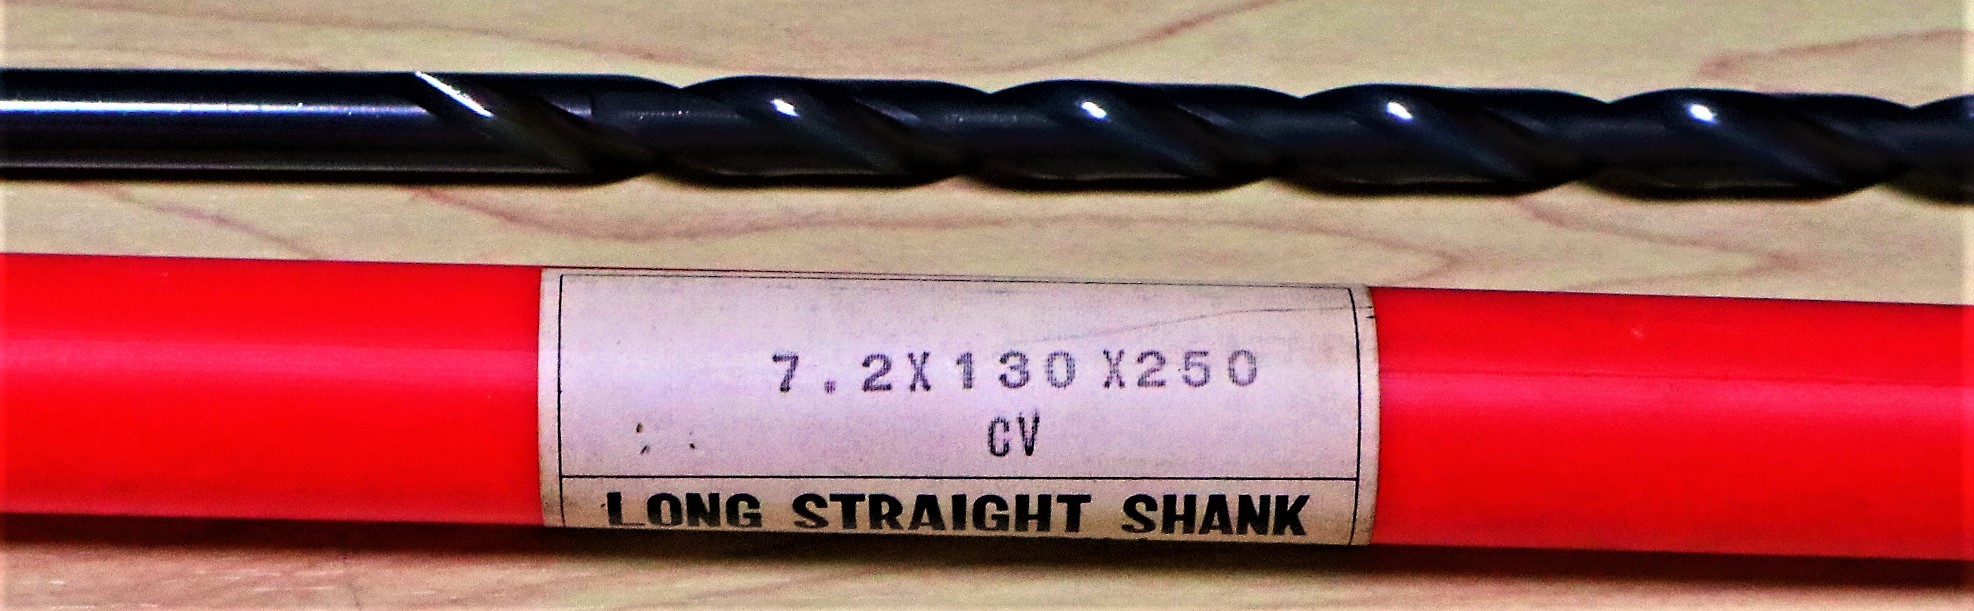 7.2X130X250
CV
LONG STRAIGHT SHANK